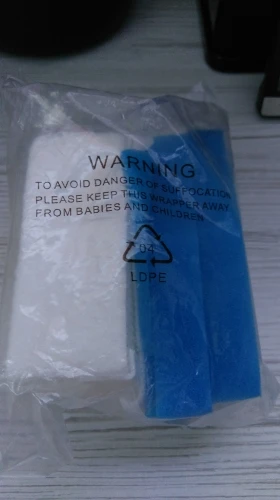 WARNING
TO AVOID DANGER OF SUFFOCATION
PLEASE KEEP THIS WRAPPER AWAY
FROM BABIES AND CHILDREN
04
LDPE